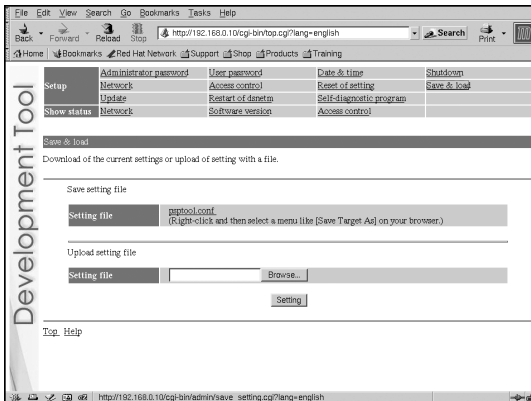 File Edit View Search Go Bookmarks Tasks Help
Back Forward Reload Stop http://192.168.0.10/cgi-bin/top.cgi?lang=english Search Print
Home Bookmarks Red Hat Network Support Shop Products Training
Development Tool
Setup Administrator password User password Date & time Shutdown
Network Access control Reset of setting Save & load
Update Restart of dsnetm Self-diagnostic program
Show status Network Software version Access control
Save & load
Download of the current settings or upload of setting with a file.
Save setting file
Setting file psptool.conf
(Right-click and then select a menu like [Save Target As] on your browser.)
Upload setting file
Setting file Browse...
Setting
Top Help
http://192.168.0.10/cgi-bin/admin/save_setting.cgi?lang=english